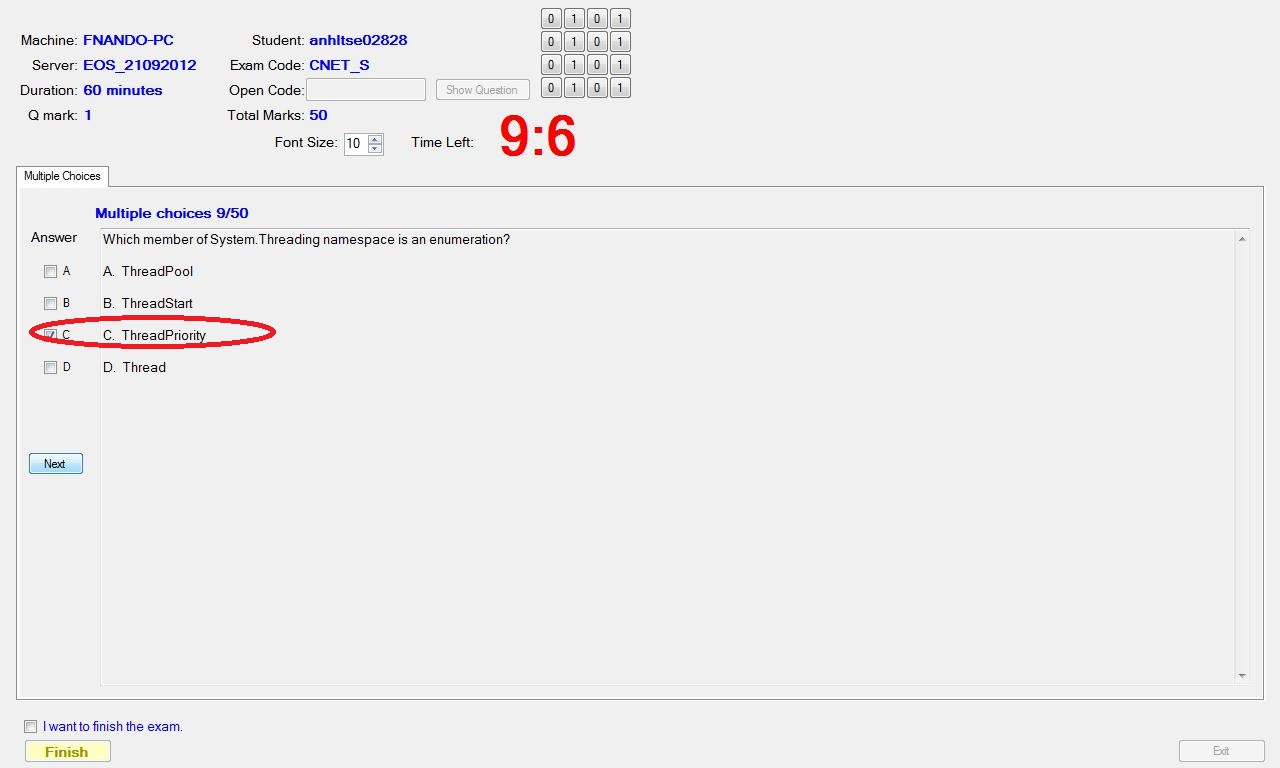 0 1 0 1
Machine: FNANDO-PC Student: anhltse02828
0 1 0 1
Server: EOS_21092012 Exam Code: CNET_S
0 1 0 1
Duration: 60 minutes Open Code: Show Question
0 1 0 1
Q mark: 1 Total Marks: 50
Font Size: 10 Time Left: 9:6
Multiple Choices
Multiple choices 9/50
Answer
Which member of System.Threading namespace is an enumeration?
A A. ThreadPool
B B. ThreadStart
C C. ThreadPriority
D D. Thread
Next
I want to finish the exam.
Finish
Exit